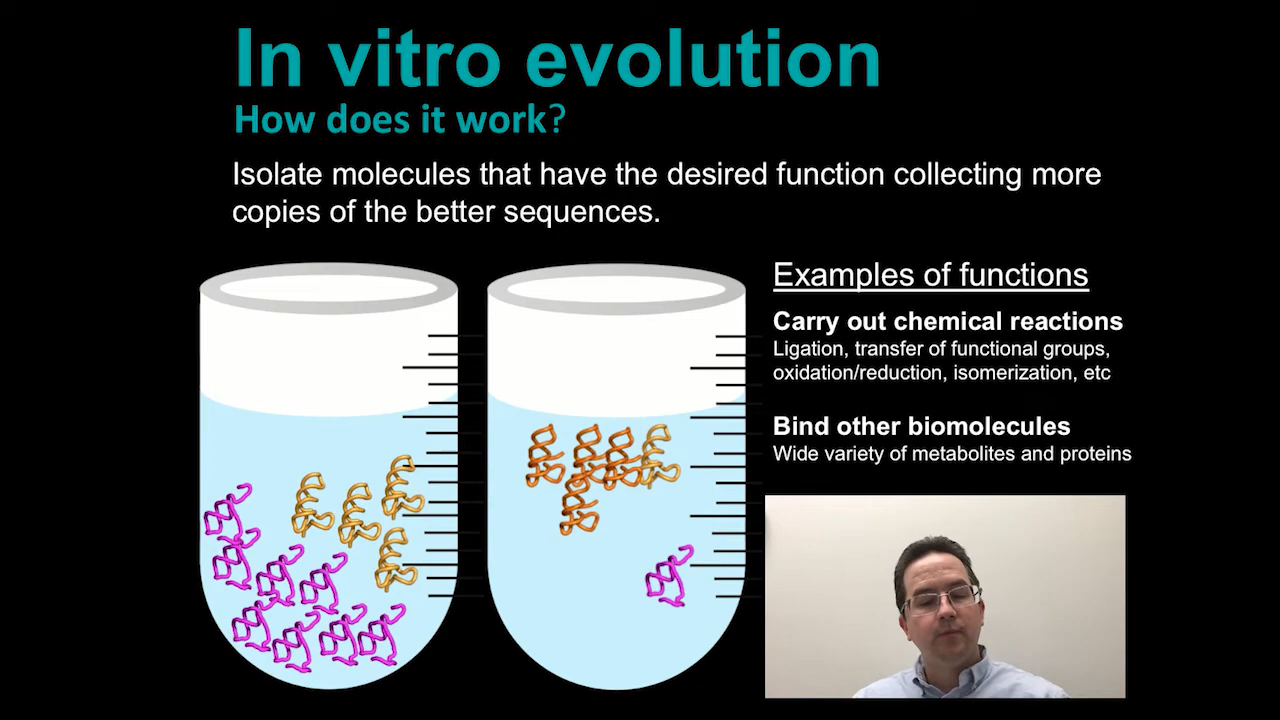 In vitro evolution
How does it work?
Isolate molecules that have the desired function collecting more
copies of the better sequences.
Examples of functions
Carry out chemical reactions
Ligation, transfer of functional groups,
oxidation/reduction, isomerization, etc
Bind other biomolecules
Wide variety of metabolites and proteins